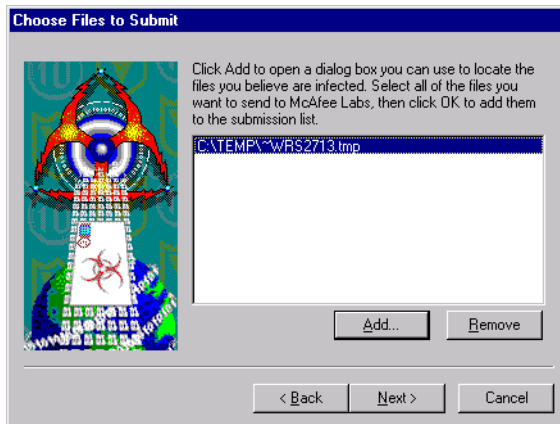 Choose Files to Submit
Click Add to open a dialog box you can use to locate the
files you believe are infected. Select all of the files you
want to send to McAfee Labs, then click OK to add them
to the submission list.
C:\TEMP\~WRS2713.tmp
Add... Remove
< Back Next > Cancel